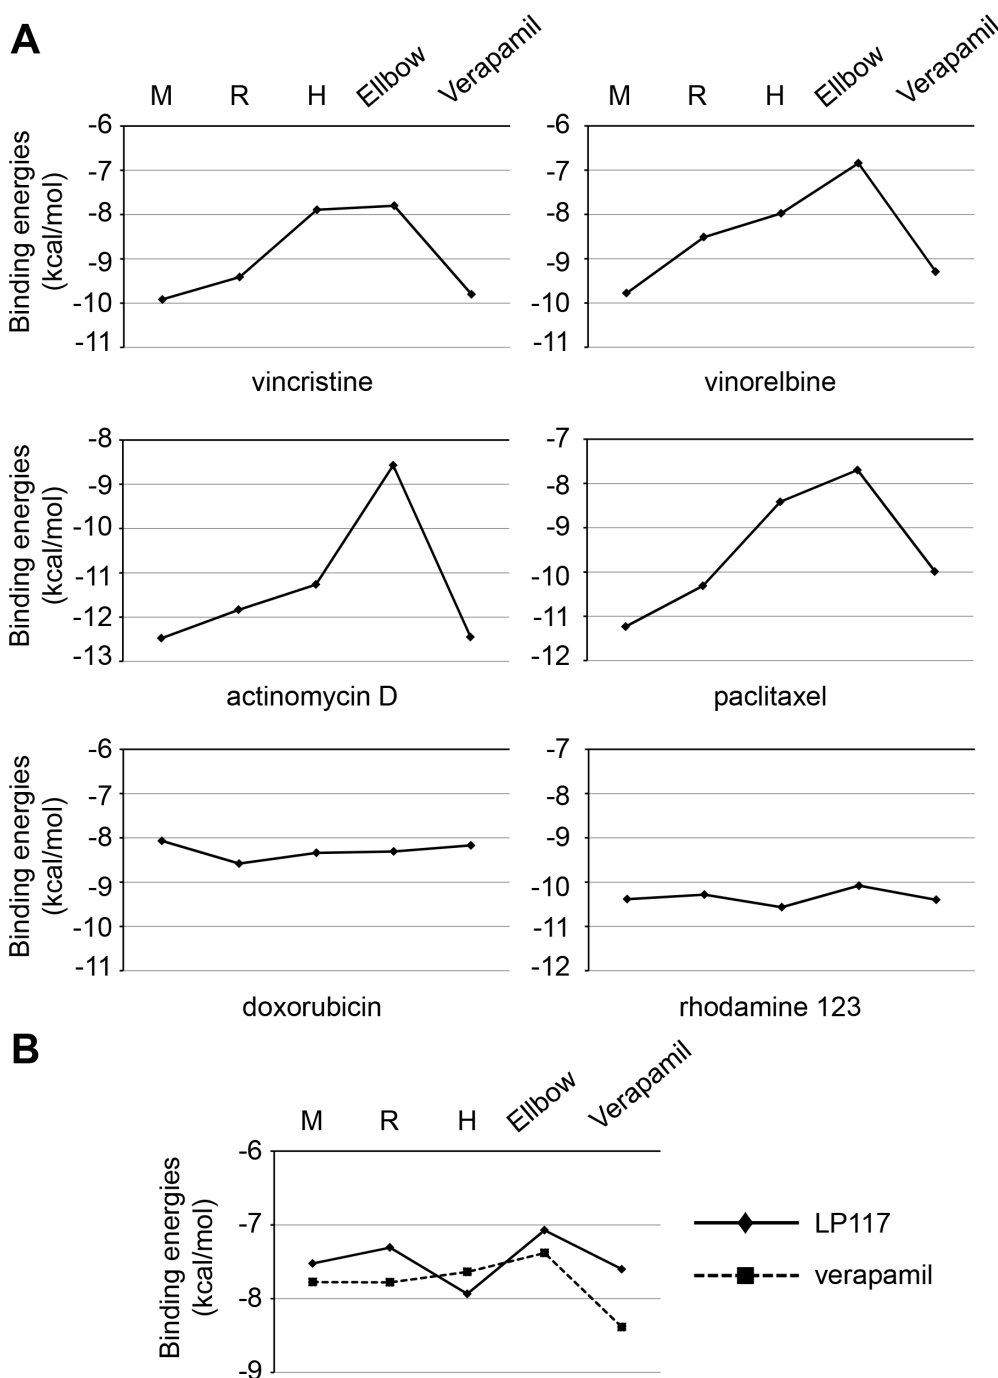 A
M R H Ellbow Verapamil
M R H Ellbow Verapamil
Binding energies
(kcal/mol)
-6
-7
-8
-9
-10
-11
vincristine
-6
-7
-8
-9
-10
-11
vinorelbine
Binding energies
(kcal/mol)
-8
-9
-10
-11
-12
-13
actinomycin D
-7
-8
-9
-10
-11
-12
paclitaxel
Binding energies
(kcal/mol)
-6
-7
-8
-9
-10
-11
doxorubicin
-7
-8
-9
-10
-11
-12
rhodamine 123
B
M R H Ellbow Verapamil
Binding energies
(kcal/mol)
-6
-7
-8
-9
LP117
verapamil